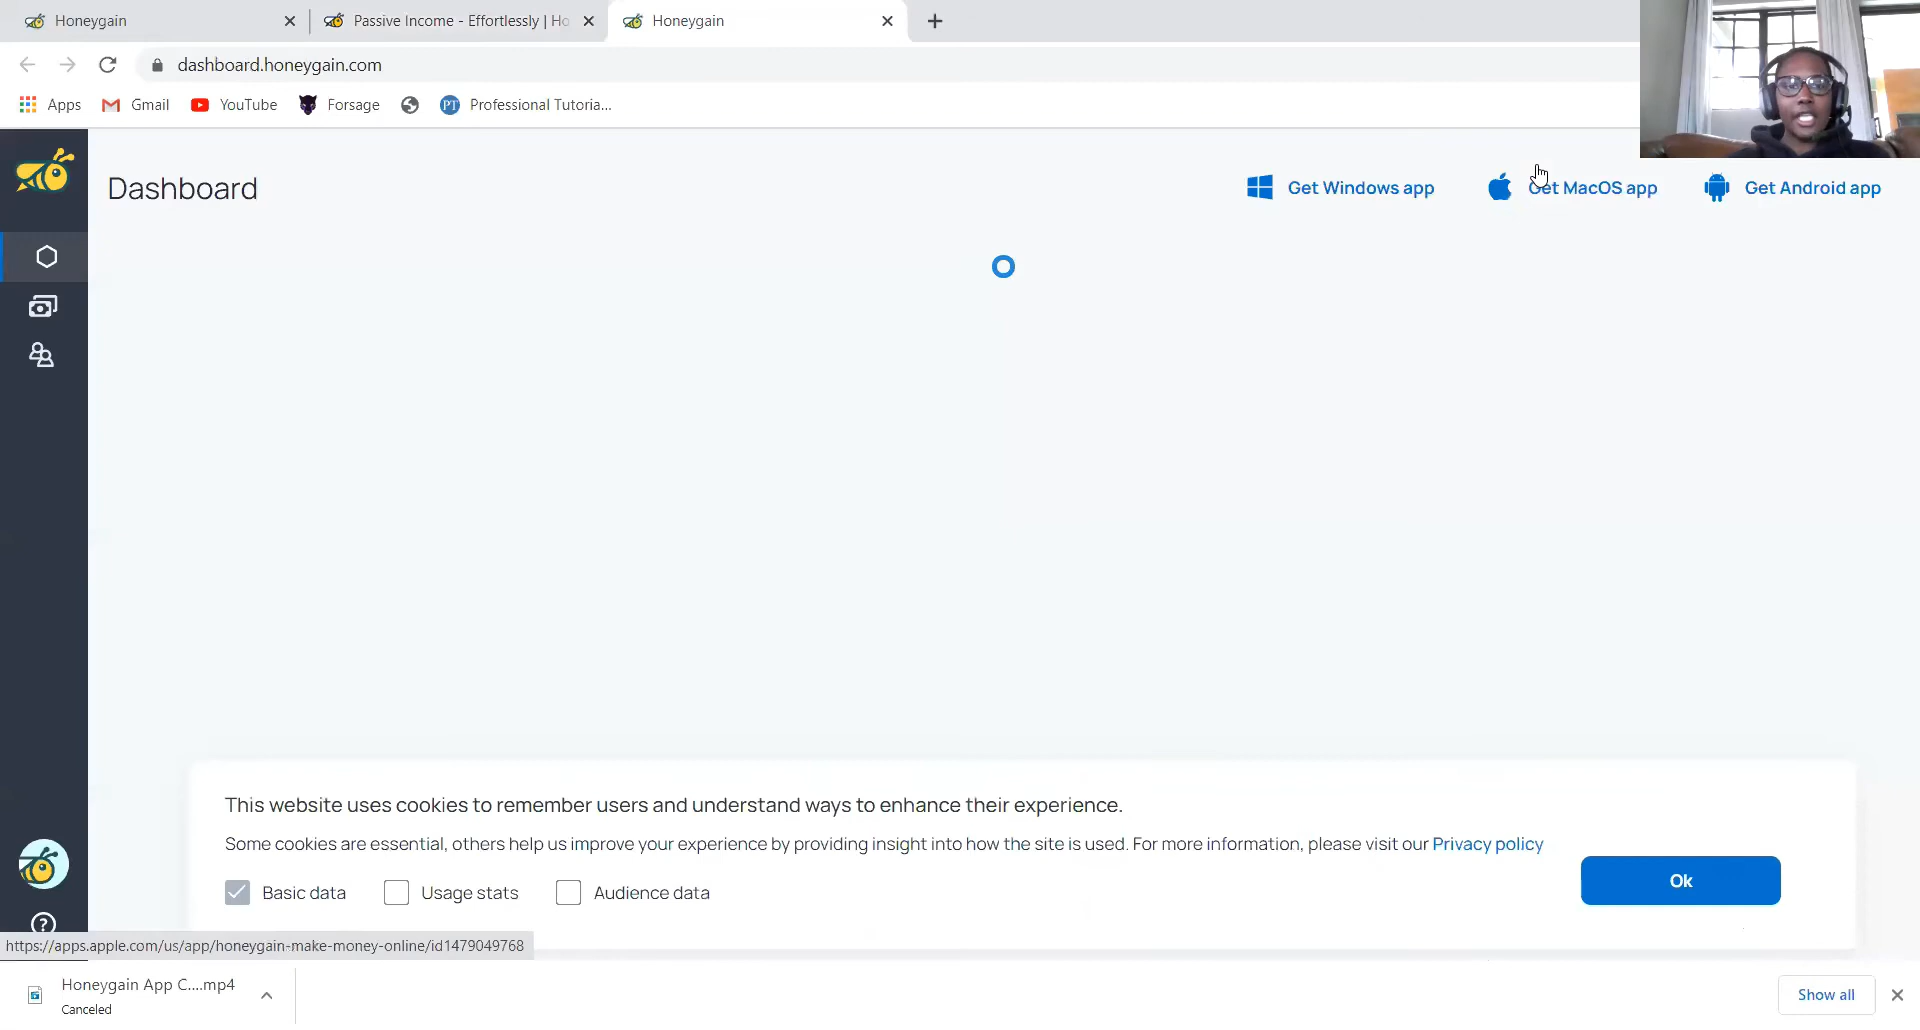 Honeygain
Passive Income - Effortlessly | Ho
Honeygain
dashboard.honeygain.com
Apps
Gmail
YouTube
Forsage
PT
Professional Tutoria...
Dashboard
Get Windows app
Get MacOS app
Get Android app
This website uses cookies to remember users and understand ways to enhance their experience.
Some cookies are essential, others help us improve your experience by providing insight into how the site is used. For more information, please visit our Privacy policy
Basic data
Usage stats
Audience data
Ok
?
https://apps.apple.com/us/app/honeygain-make-money-online/id1479049768
Honeygain App C....mp4
Canceled
Show all